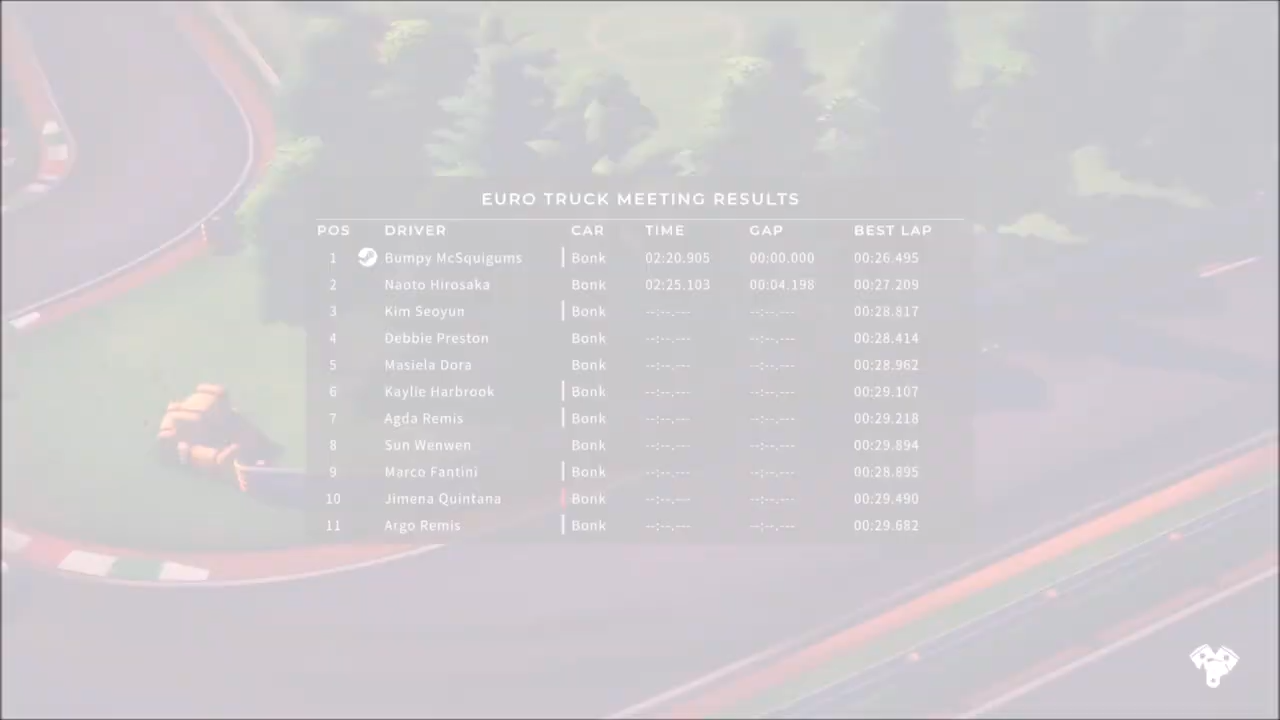 EURO TRUCK MEETING RESULTS
POS DRIVER CAR TIME GAP BEST LAP
1 Bumpy McSquigums Bonk 02:20.905 00:00.000 00:26.495
2 Naoto Hirosaka Bonk 02:25.103 00:04.198 00:27.209
3 Kim Seoyun Bonk --:--.--- --:--.--- 00:28.817
4 Debbie Preston Bonk --:--.--- --:--.--- 00:28.414
5 Masiela Dora Bonk --:--.--- --:--.--- 00:28.962
6 Kaylie Harbrook Bonk --:--.--- --:--.--- 00:29.107
7 Agda Remis Bonk --:--.--- --:--.--- 00:29.218
8 Sun Wenwen Bonk --:--.--- --:--.--- 00:29.894
9 Marco Fantini Bonk --:--.--- --:--.--- 00:28.895
10 Jimena Quintana Bonk --:--.--- --:--.--- 00:29.490
11 Argo Remis Bonk --:--.--- --:--.--- 00:29.682